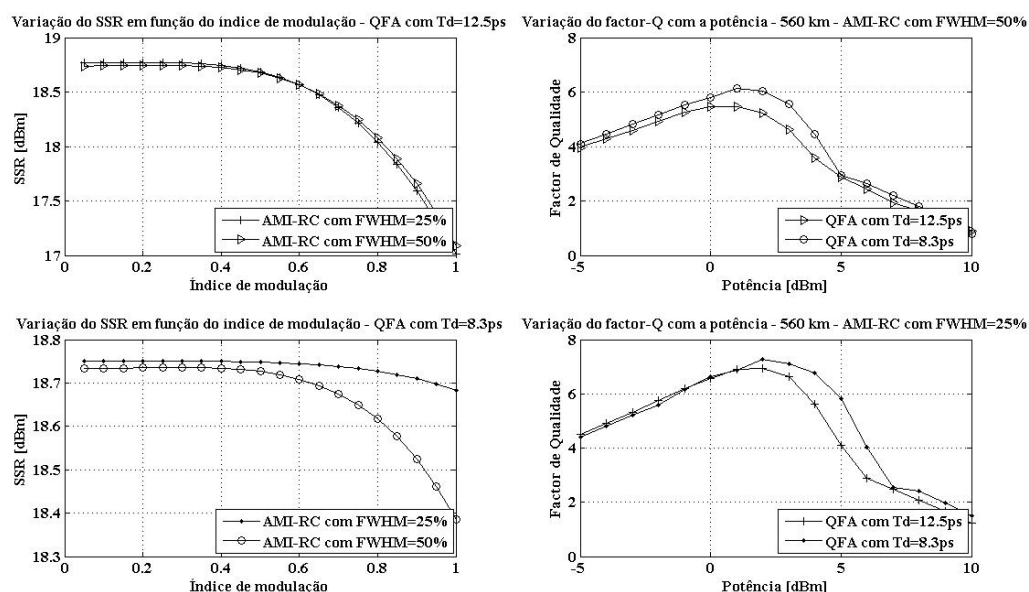 Variação do SSR em função do índice de modulação - QFA com Td=12.5ps
19
18.5
18
17.5
17
SSR [dBm]
0
0.2
0.4
0.6
0.8
1
Índice de modulação
AMI-RC com FWHM=25%
AMI-RC com FWHM=50%
Variação do factor-Q com a potência - 560 km - AMI-RC com FWHM=50%
8
6
4
2
0
Factor de Qualidade
-5
0
5
10
Potência [dBm]
QFA com Td=12.5ps
QFA com Td=8.3ps
Variação do SSR em função do índice de modulação - QFA com Td=8.3ps
18.8
18.7
18.6
18.5
18.4
18.3
SSR [dBm]
0
0.2
0.4
0.6
0.8
1
Índice de modulação
AMI-RC com FWHM=25%
AMI-RC com FWHM=50%
Variação do factor-Q com a potência - 560 km - AMI-RC com FWHM=25%
8
6
4
2
0
Factor de Qualidade
-5
0
5
10
Potência [dBm]
QFA com Td=12.5ps
QFA com Td=8.3ps